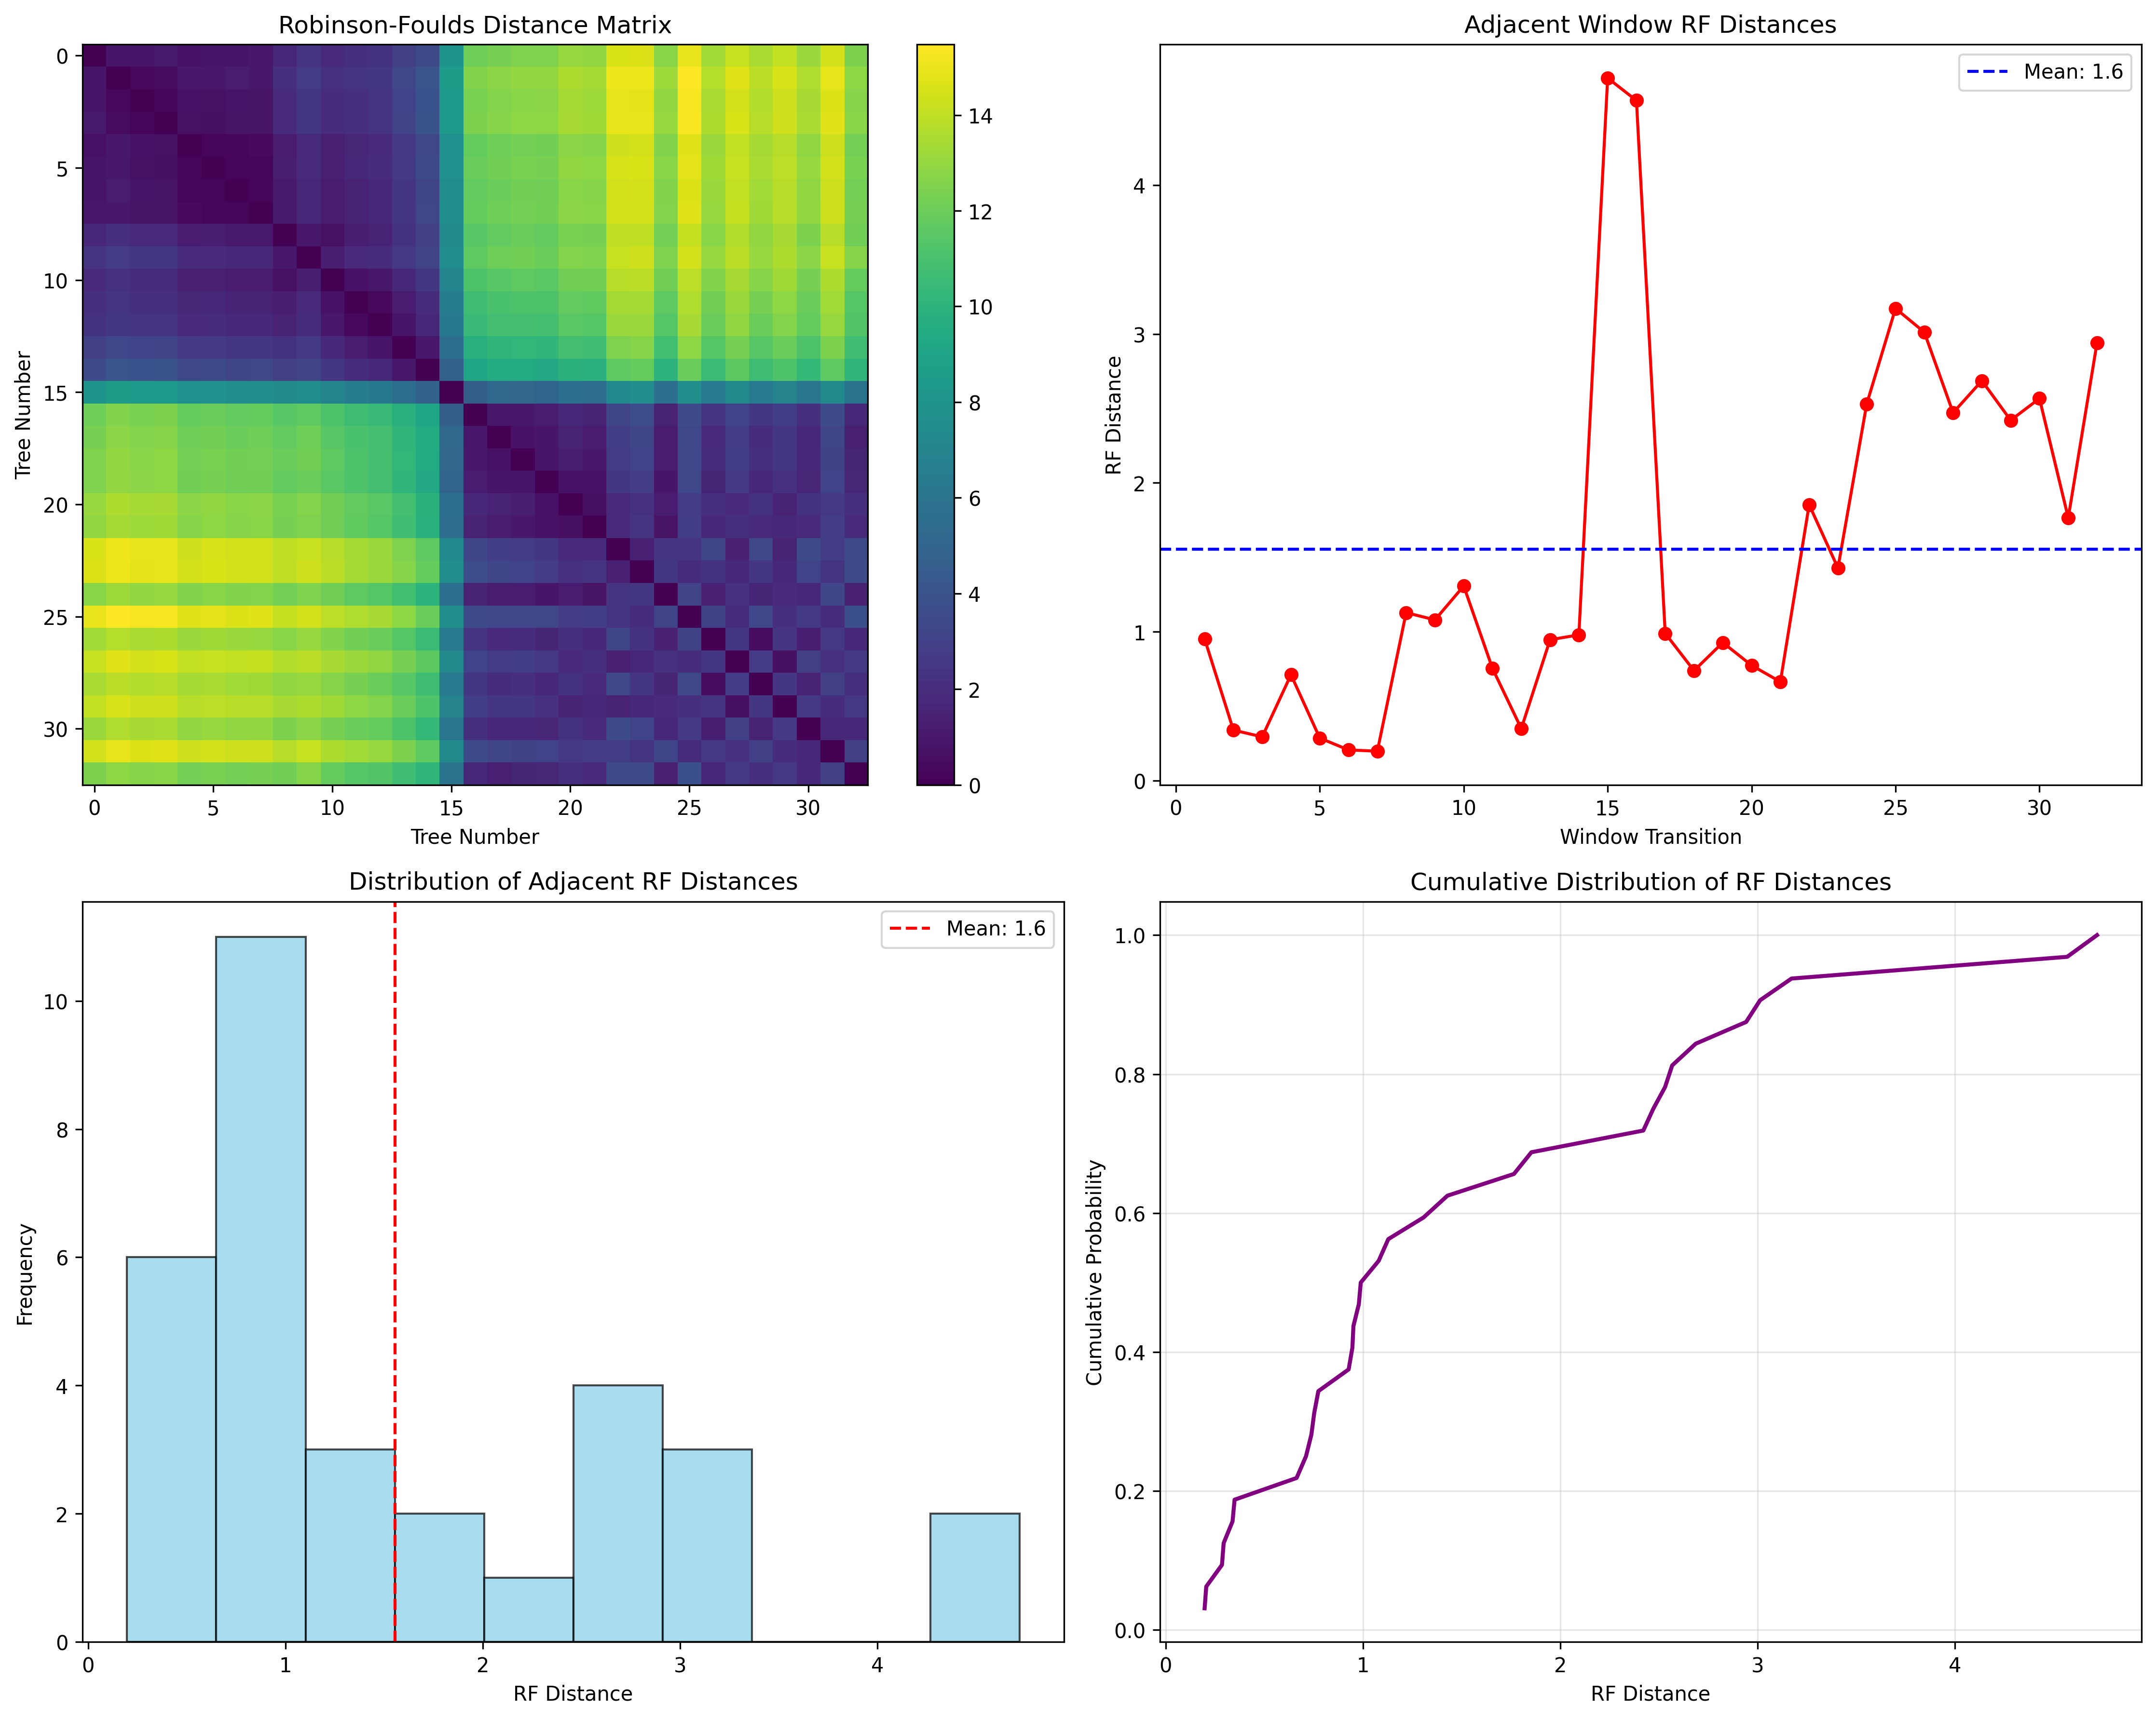 Robinson-Foulds Distance Matrix
0
5
10
15
20
25
30
Tree Number
0 5 10 15 20 25 30
Tree Number
14
12
10
8
6
4
2
0
Adjacent Window RF Distances
Mean: 1.6
4
3
2
1
0
RF Distance
0 5 10 15 20 25 30
Window Transition
Distribution of Adjacent RF Distances
Mean: 1.6
10
8
6
4
2
0
Frequency
0 1 2 3 4
RF Distance
Cumulative Distribution of RF Distances
1.0
0.8
0.6
0.4
0.2
0.0
Cumulative Probability
0 1 2 3 4
RF Distance